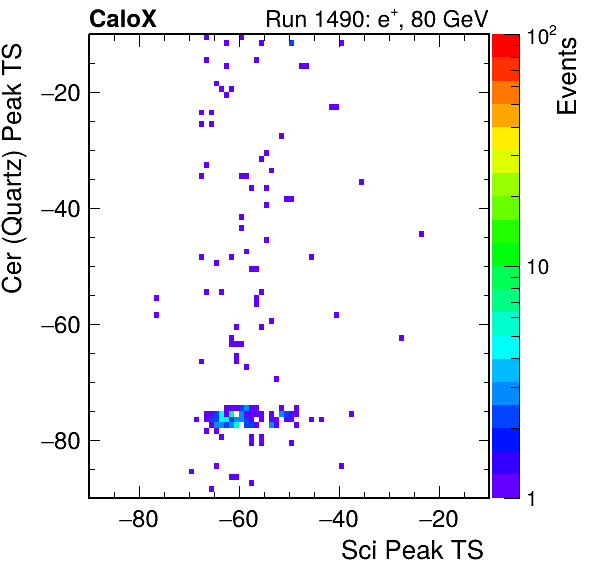 CaloX Run 1490: e⁺, 80 GeV
Cer (Quartz) Peak TS
−20
−40
−60
−80
−80 −60 −40 −20
Sci Peak TS
10²
10
1
Events